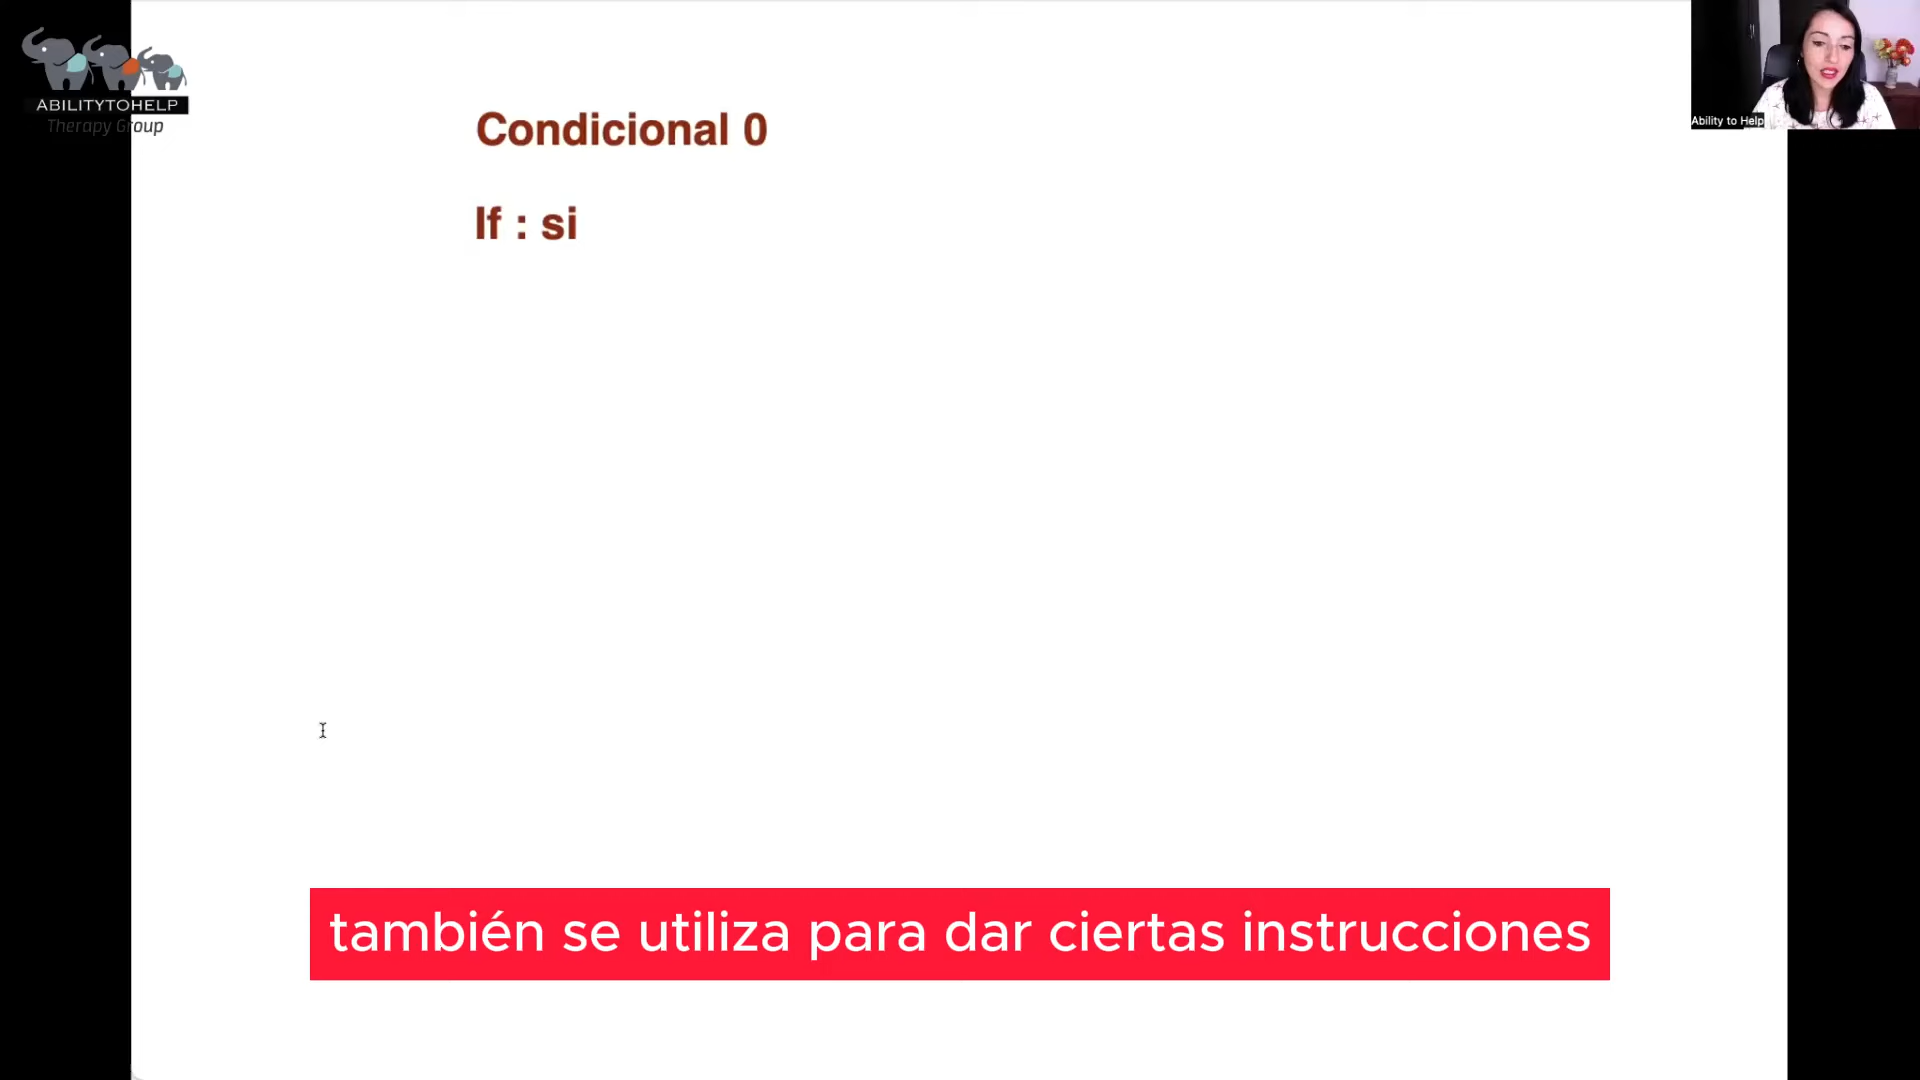 ABILITYTOHELP
Therapy Group
Condicional 0
If : si
Ability to Help
también se utiliza para dar ciertas instrucciones